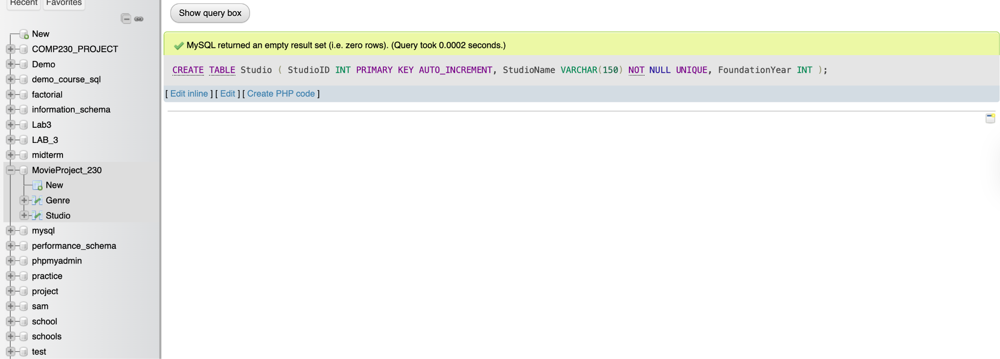 Recent Favorites
New
COMP230_PROJECT
Demo
demo_course_sql
factorial
information_schema
Lab3
LAB_3
midterm
MovieProject_230
New
Genre
Studio
mysql
performance_schema
phpmyadmin
practice
project
sam
school
schools
test
Show query box
MySQL returned an empty result set (i.e. zero rows). (Query took 0.0002 seconds.)
CREATE TABLE Studio ( StudioID INT PRIMARY KEY AUTO_INCREMENT, StudioName VARCHAR(150) NOT NULL UNIQUE, FoundationYear INT );
[ Edit inline ] [ Edit ] [ Create PHP code ]